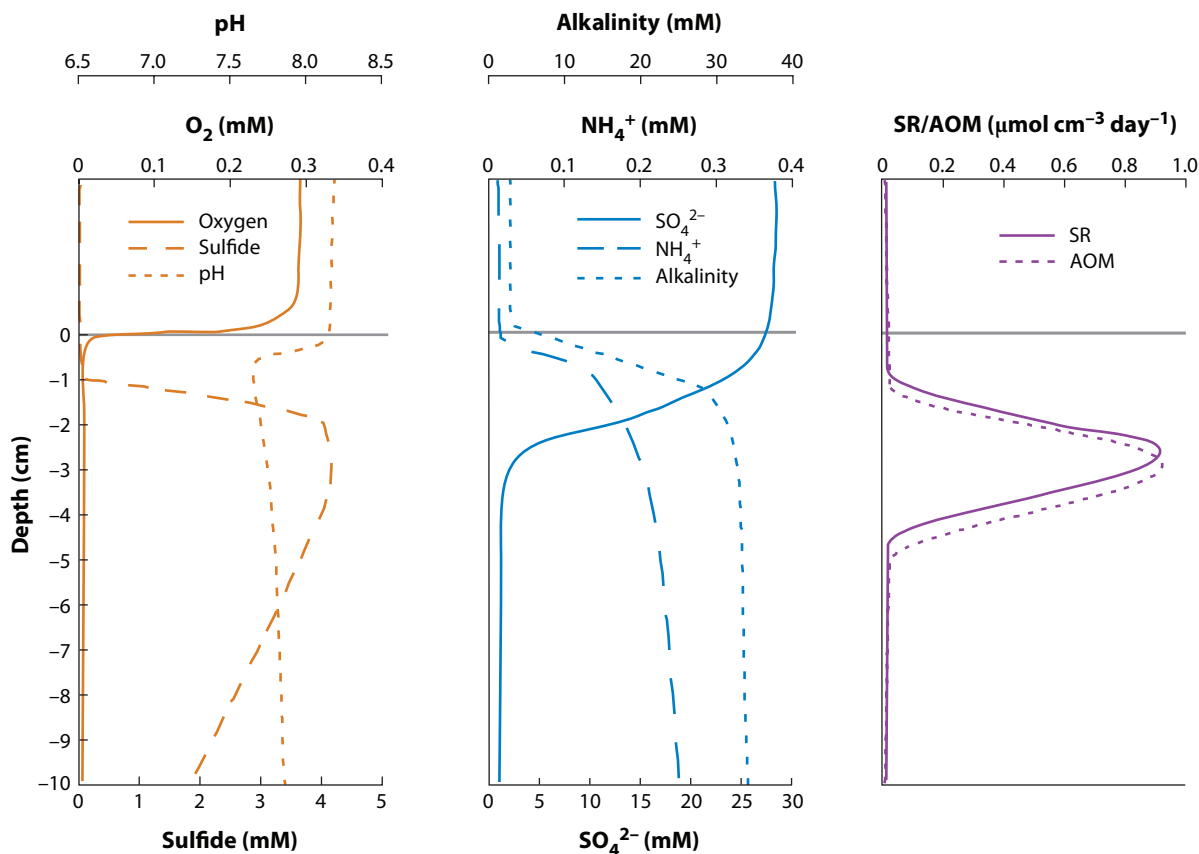 pH
6.5 7.0 7.5 8.0 8.5
O₂ (mM)
0 0.1 0.2 0.3 0.4
Oxygen
Sulfide
pH
Depth (cm)
0
−1
−2
−3
−4
−5
−6
−7
−8
−9
−10
0 1 2 3 4 5
Sulfide (mM)
Alkalinity (mM)
0 10 20 30 40
NH₄⁺ (mM)
0 0.1 0.2 0.3 0.4
SO₄²⁻
NH₄⁺
Alkalinity
0 5 10 15 20 25 30
SO₄²⁻ (mM)
SR/AOM (μmol cm⁻³ day⁻¹)
0 0.2 0.4 0.6 0.8 1.0
SR
AOM